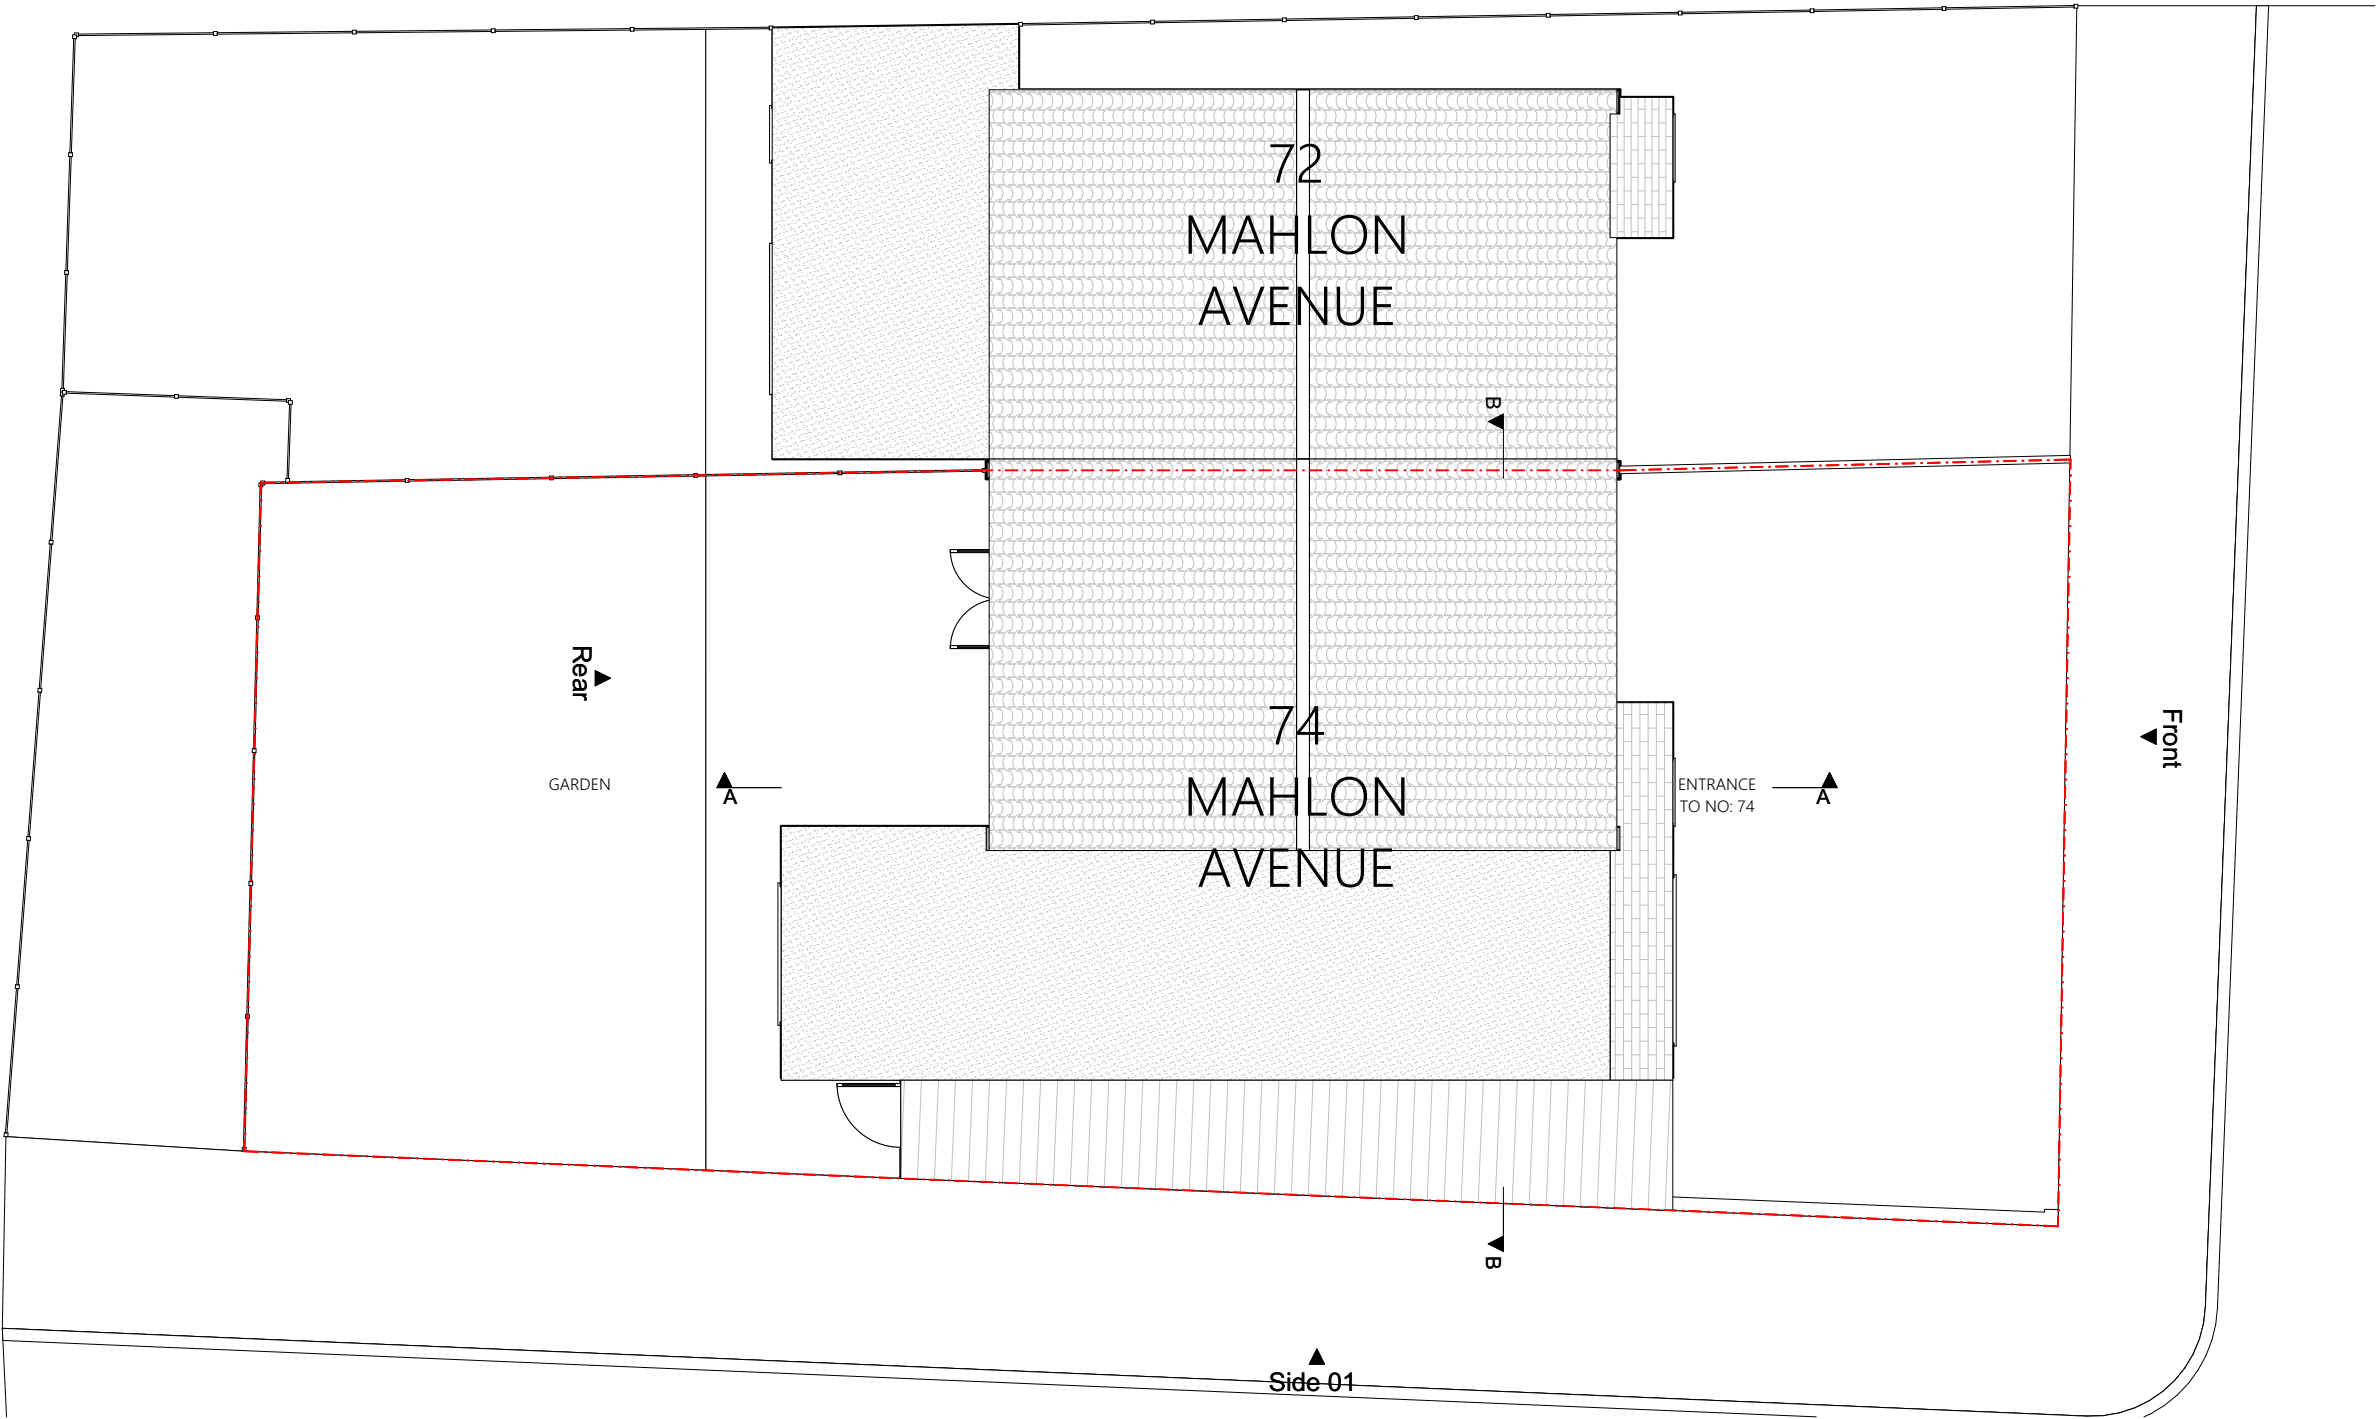 72
MAHLON
AVENUE
B
Rear
74
MAHLON
AVENUE
GARDEN
A
ENTRANCE
TO NO: 74
A
Front
B
Side 01